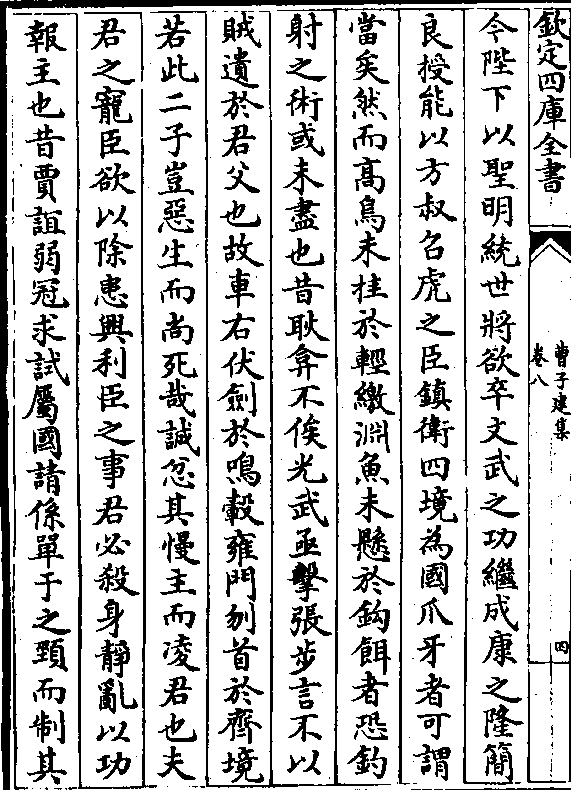 欽定四庫全書
曹子建集
卷八
四
令陛下以聖明統世將欲卒文武之功繼成康之隆簡
良授能以方叔召虎之臣鎮衛四境為國爪牙者可謂
當矣然而高鳥未挂於輕繳淵魚未懸於鈎餌者恐釣
射之術或未盡也昔耿弇不俟光武亟擊張步言不以
賊遺於君父也故車右伏劍於鳴轂雍門刎首於齊境
若此二子豈惡生而尚死哉誠忿其慢主而凌君也夫
君之寵臣欲以除患興利臣之事君必殺身靜亂以功
報主也昔賈誼弱冠求試屬國請係單于之頸而制其